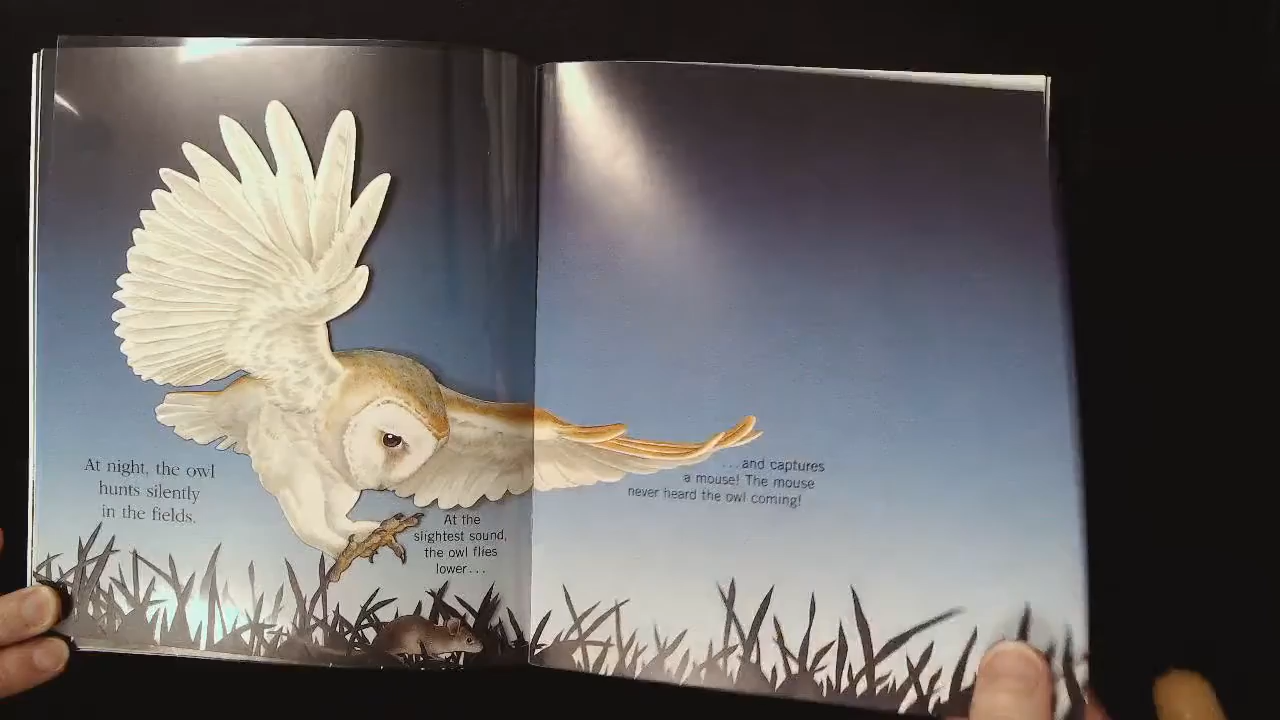 At night, the owl
hunts silently
in the fields.
At the
slightest sound,
the owl flies
lower...
...and captures
a mouse! The mouse
never heard the owl coming!